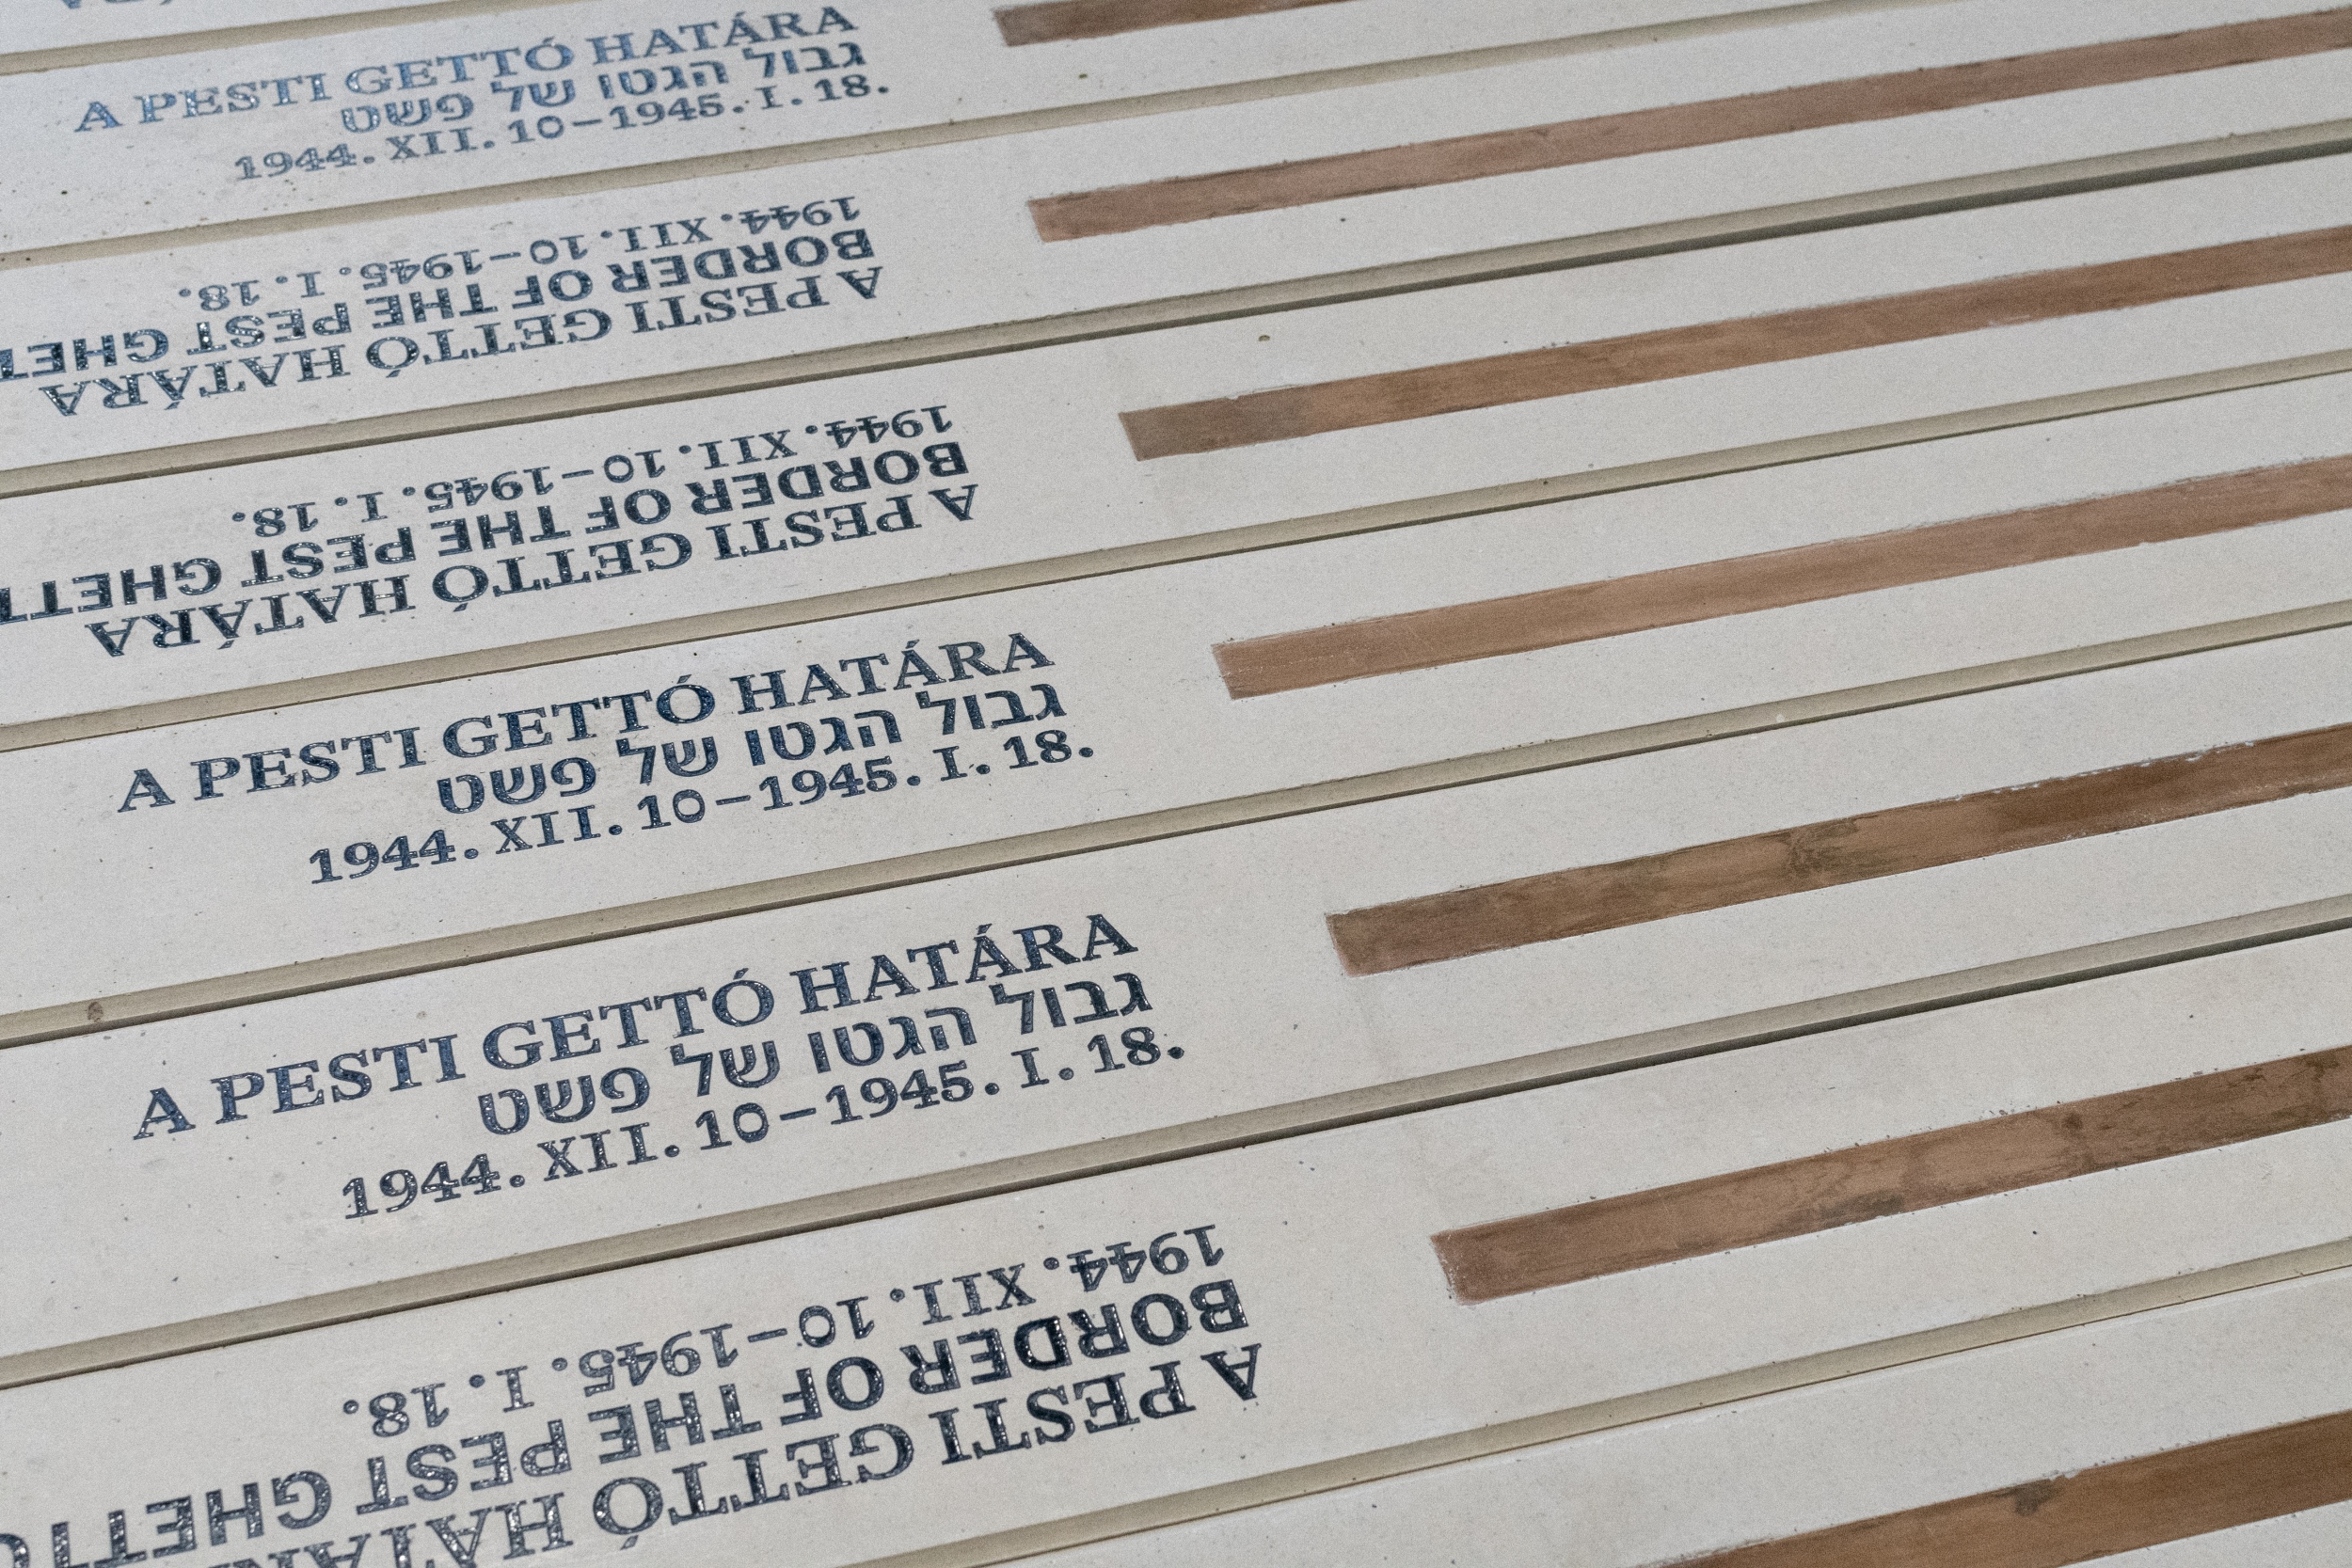 A PESTI GETTÓ HATÁRA
גבול הגטו של פשט
1944. XII. 10–1945. I. 18.
A PESTI GETTÓ HATÁRA
BORDER OF THE PEST GHET
1944. XII. 10–1945. I. 18.
A PESTI GETTÓ HATÁRA
BORDER OF THE PEST GHETT
1944. XII. 10–1945. I. 18.
A PESTI GETTÓ HATÁRA
גבול הגטו של פשט
1944. XII. 10–1945. I. 18.
A PESTI GETTÓ HATÁRA
גבול הגטו של פשט
1944. XII. 10–1945. I. 18.
A PESTI GETTÓ HATÁRA
BORDER OF THE PEST GHETTO
1944. XII. 10–1945. I. 18.